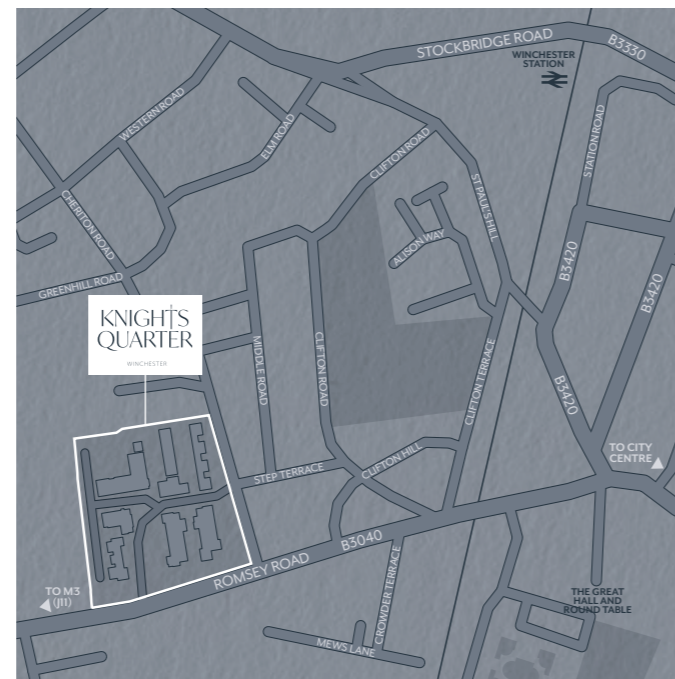 STOCKBRIDGE ROAD
B3330
WINCHESTER
STATION
WESTERN ROAD
ELM ROAD
CLIFTON ROAD
STATION ROAD
ST PAUL'S HILL
CHERITON ROAD
ALISON WAY
B3420
B3420
GREENHILL ROAD
KNIGHTS
QUARTER
WINCHESTER
MIDDLE ROAD
CLIFTON ROAD
CLIFTON TERRACE
B3420
TO CITY
CENTRE
STEP TERRACE
CLIFTON HILL
B3040
ROMSEY ROAD
CROWDER TERRACE
TO M3
(J11)
THE GREAT
HALL AND
ROUND TABLE
MEWS LANE